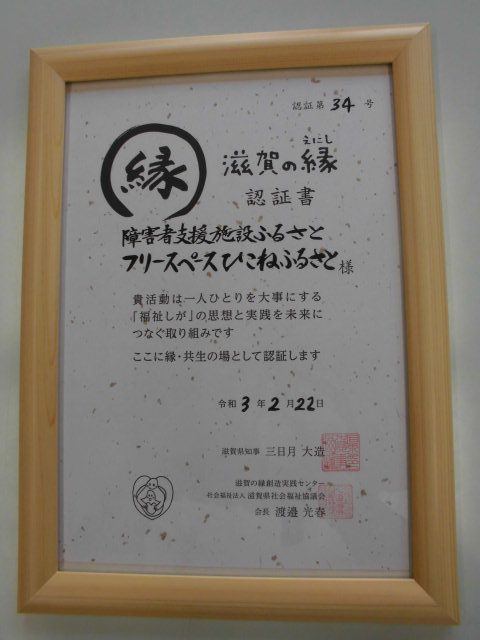 認証第 34 号
縁
えにし
滋賀の縁
認証書
障害者支援施設ふるさと
フリースペースひこねふるさと様
貴活動は一人ひとりを大事にする
「福祉しが」の思想と実践を未来に
つなぐ取り組みです
ここに縁・共生の場として認証します
令和 3 年 2 月 22 日
滋賀県知事 三日月 大造
滋賀の縁創造実践センター
社会福祉法人 滋賀県社会福祉協議会
会長 渡邉 光春